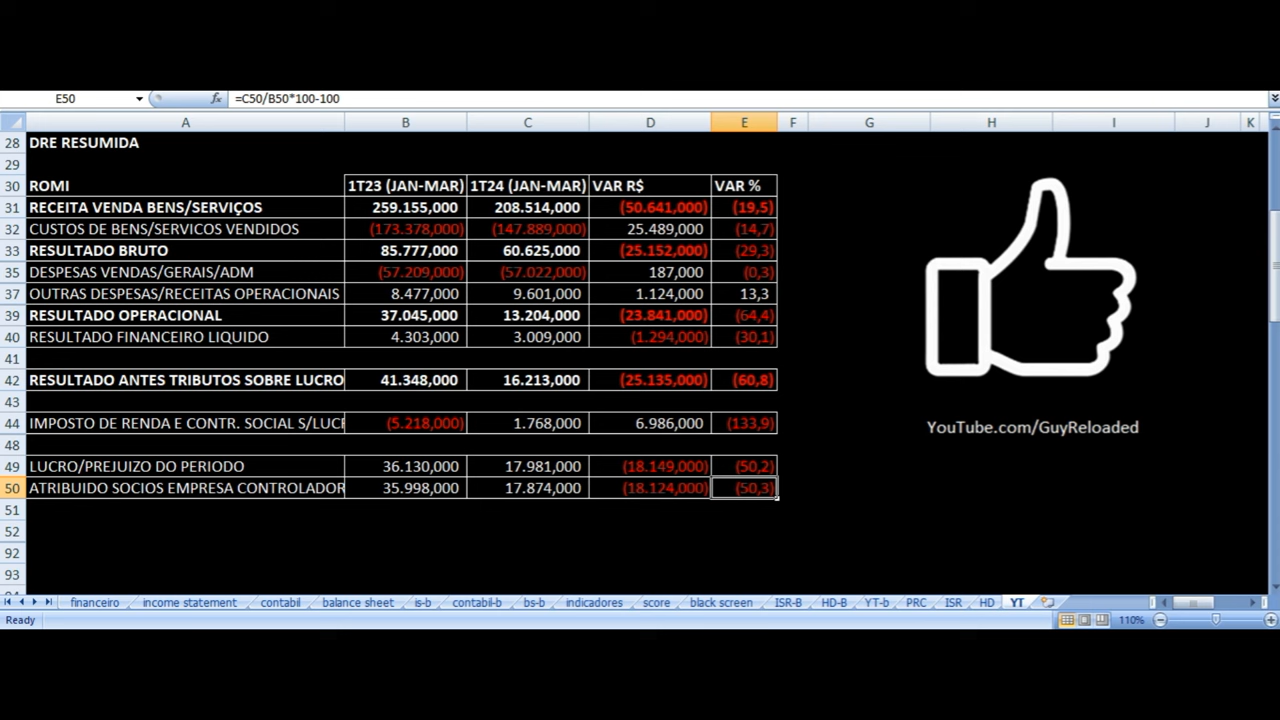 E50 fx =C50/B50*100-100
A B C D E F G H I J K
28 DRE RESUMIDA
29
30 ROMI 1T23 (JAN-MAR) 1T24 (JAN-MAR) VAR R$ VAR %
31 RECEITA VENDA BENS/SERVIÇOS 259.155,000 208.514,000 (50.641,000) (19,5)
32 CUSTOS DE BENS/SERVICOS VENDIDOS (173.378,000) (147.889,000) 25.489,000 (14,7)
33 RESULTADO BRUTO 85.777,000 60.625,000 (25.152,000) (29,3)
35 DESPESAS VENDAS/GERAIS/ADM (57.209,000) (57.022,000) 187,000 (0,3)
37 OUTRAS DESPESAS/RECEITAS OPERACIONAIS 8.477,000 9.601,000 1.124,000 13,3
39 RESULTADO OPERACIONAL 37.045,000 13.204,000 (23.841,000) (64,4)
40 RESULTADO FINANCEIRO LIQUIDO 4.303,000 3.009,000 (1.294,000) (30,1)
41
42 RESULTADO ANTES TRIBUTOS SOBRE LUCRO 41.348,000 16.213,000 (25.135,000) (60,8)
43
44 IMPOSTO DE RENDA E CONTR. SOCIAL S/LUCR (5.218,000) 1.768,000 6.986,000 (133,9)
YouTube.com/GuyReloaded
48
49 LUCRO/PREJUIZO DO PERIODO 36.130,000 17.981,000 (18.149,000) (50,2)
50 ATRIBUIDO SOCIOS EMPRESA CONTROLADOR 35.998,000 17.874,000 (18.124,000) (50,3)
51
52
92
93
financeiro income statement contabil balance sheet is-b contabil-b bs-b indicadores score black screen ISR-B HD-B YT-b PRC ISR HD YT
Ready 110%